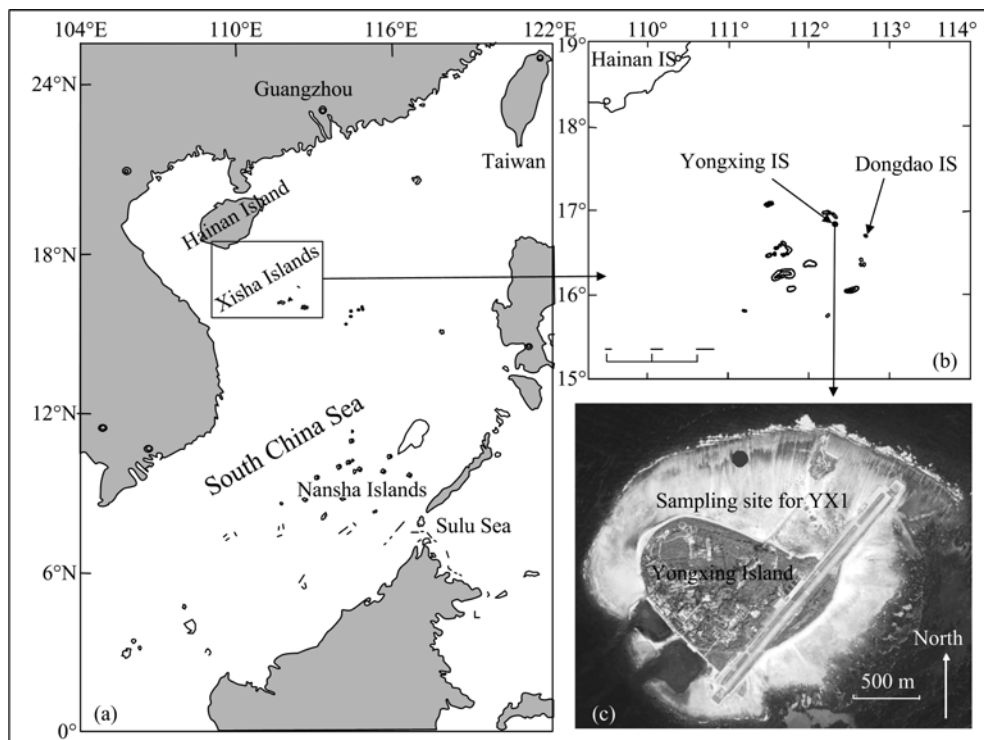 104°E
110°E
116°E
122°E
24°N
18°N
12°N
6°N
0°
Guangzhou
Taiwan
Hainan Island
Xisha Islands
South China Sea
Nansha Islands
Sulu Sea
(a)
110°
111°
112°
113°
114°
19°
18°
17°
16°
15°
Hainan IS
Yongxing IS
Dongdao IS
(b)
Sampling site for YX1
Yongxing Island
North
500 m
(c)